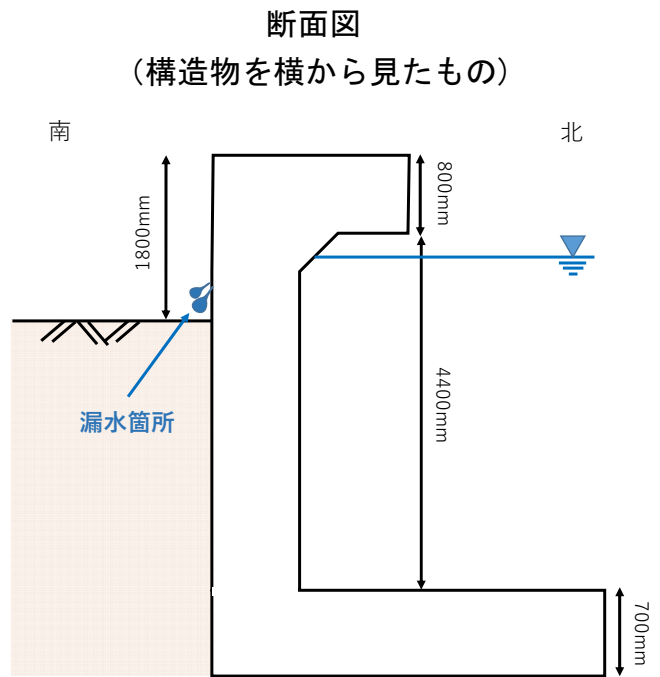 断面図
（構造物を横から見たもの）
南
北
1800mm
800mm
4400mm
漏水箇所
700mm